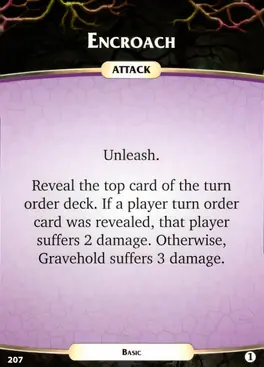 ENCROACH
ATTACK
Unleash.
Reveal the top card of the turn
order deck. If a player turn order
card was revealed, that player
suffers 2 damage. Otherwise,
Gravehold suffers 3 damage.
207
BASIC
1